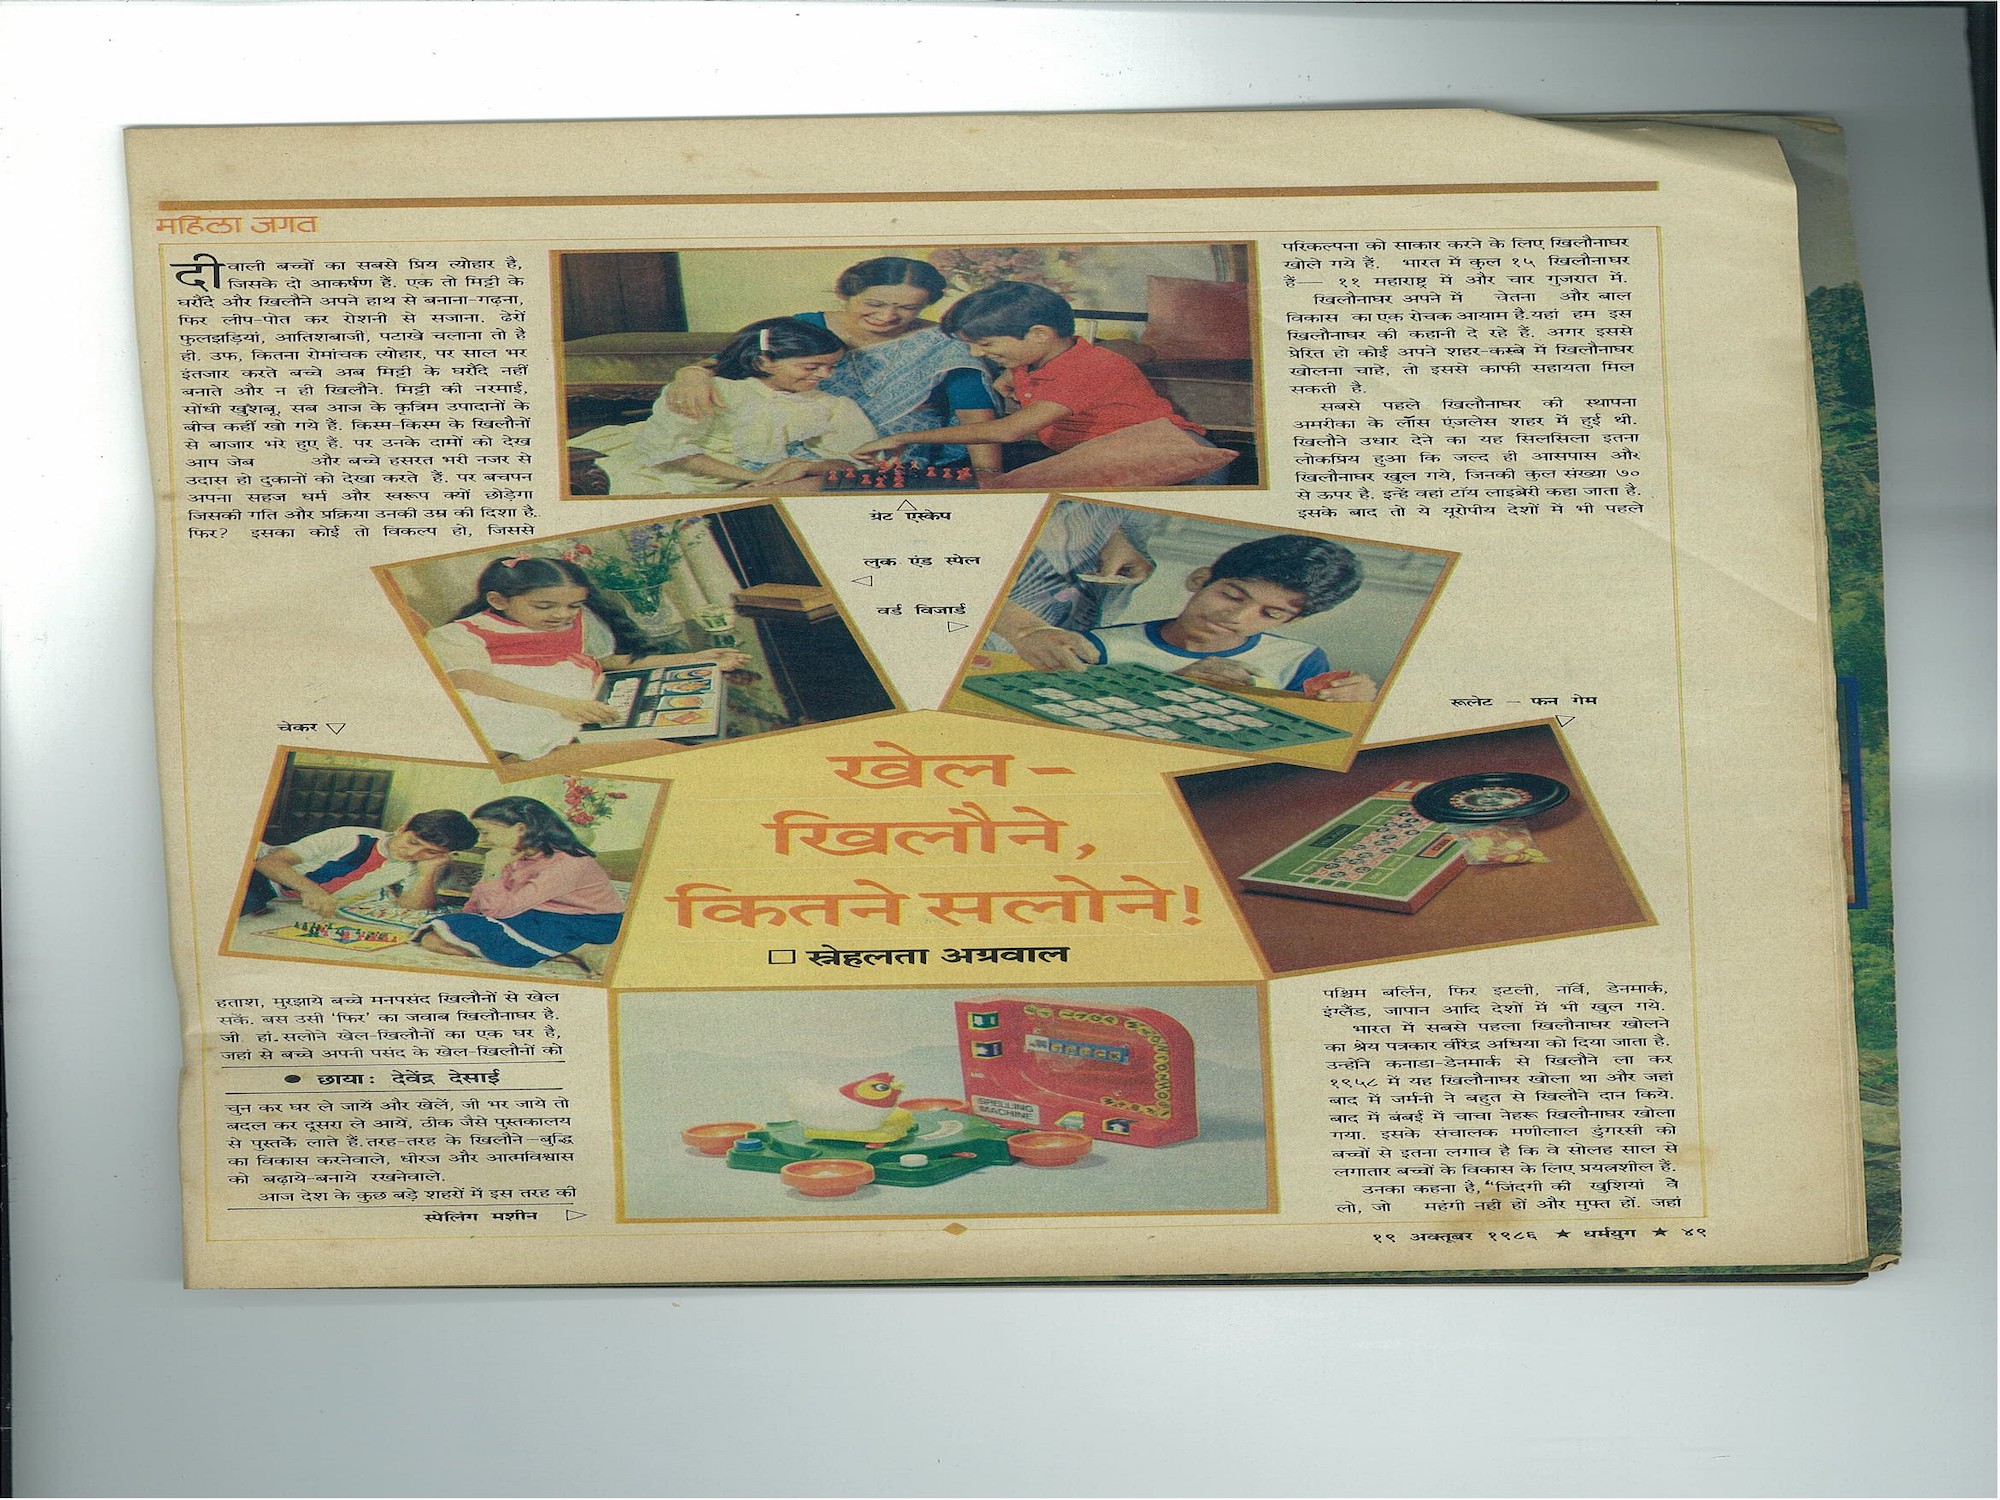 महिला जगत
दीवाली बच्चों का सबसे प्रिय त्योहार है,
जिसके दो आकर्षण हैं. एक तो मिट्टी के
घरौंदे और खिलौने अपने हाथ से बनाना-गढ़ना,
फिर लीप-पोत कर रोशनी से सजाना. ढेरों
फुलझड़ियां, आतिशबाजी, पटाखे चलाना तो है
ही. उफ, कितना रोमांचक त्योहार, पर साल भर
इंतजार करते बच्चे अब मिट्टी के घरौंदे नहीं
बनाते और न ही खिलौने. मिट्टी की नरमाई,
सोंधी खुशबू, सब आज के कृत्रिम उपादानों के
बीच कहीं खो गये हैं. किस्म-किस्म के खिलौनों
से बाजार भरे हुए हैं. पर उनके दामों को देख
आप जेब और बच्चे हसरत भरी नजर से
उदास हो दुकानों को देखा करते हैं. पर बचपन
अपना सहज धर्म और स्वरूप क्यों छोड़ेगा
जिसकी गति और प्रक्रिया उनकी उम्र की दिशा है.
फिर? इसका कोई तो विकल्प हो, जिससे
हताश, मुरझाये बच्चे मनपसंद खिलौनों से खेल
सकें. बस उसी ‘फिर’ का जवाब खिलौनाघर है.
जी हां. सलोने खेल-खिलौनों का एक घर है,
जहां से बच्चे अपनी पसंद के खेल-खिलौनों को
● छाया: देवेंद्र देसाई
चुन कर घर ले जायें और खेलें, जी भर जाये तो
बदल कर दूसरा ले आयें, ठीक जैसे पुस्तकालय
से पुस्तकें लाते हैं. तरह-तरह के खिलौने—बुद्धि
का विकास करनेवाले, धीरज और आत्मविश्वास
को बढ़ाये-बनाये रखनेवाले.
आज देश के कुछ बड़े शहरों में इस तरह की
स्पेलिंग मशीन ▷
△
ग्रेट एस्केप
लुक एंड स्पेल
◁
वर्ड विजार्ड
▷
चेकर ▽
रूलेट — फन गेम
▽
खेल-
खिलौने,
कितने सलोने!
□ स्नेहलता अग्रवाल
SPELLING
MACHINE
परिकल्पना को साकार करने के लिए खिलौनाघर
खोले गये हैं. भारत में कुल १५ खिलौनाघर
हैं— ११ महाराष्ट्र में और चार गुजरात में.
खिलौनाघर अपने में चेतना और बाल
विकास का एक रोचक आयाम है.यहां हम इस
खिलौनाघर की कहानी दे रहे हैं. अगर इससे
प्रेरित हो कोई अपने शहर-कस्बे में खिलौनाघर
खोलना चाहे, तो इससे काफी सहायता मिल
सकती है.
सबसे पहले खिलौनाघर की स्थापना
अमरीका के लॉस एंजलेस शहर में हुई थी.
खिलौने उधार देने का यह सिलसिला इतना
लोकप्रिय हुआ कि जल्द ही आसपास और
खिलौनाघर खुल गये, जिनकी कुल संख्या ७०
से ऊपर है. इन्हें वहां टॉय लाइब्रेरी कहा जाता है.
इसके बाद तो ये यूरोपीय देशों में भी पहले
पश्चिम बर्लिन, फिर इटली, नॉर्वे, डेनमार्क,
इंग्लैंड, जापान आदि देशों में भी खुल गये.
भारत में सबसे पहला खिलौनाघर खोलने
का श्रेय पत्रकार वीरेंद्र अधिया को दिया जाता है.
उन्होंने कनाडा-डेनमार्क से खिलौने ला कर
१९५८ में यह खिलौनाघर खोला था और जहां
बाद में जर्मनी ने बहुत से खिलौने दान किये.
बाद में बंबई में चाचा नेहरू खिलौनाघर खोला
गया. इसके संचालक मणीलाल डुंगरसी को
बच्चों से इतना लगाव है कि वे सोलह साल से
लगातार बच्चों के विकास के लिए प्रयत्नशील हैं.
उनका कहना है, “जिंदगी की खुशियां वे
लो, जो महंगी नहीं हों और मुफ्त हों. जहां
१९ अक्तूबर १९८६ ★ धर्मयुग ★ ४९